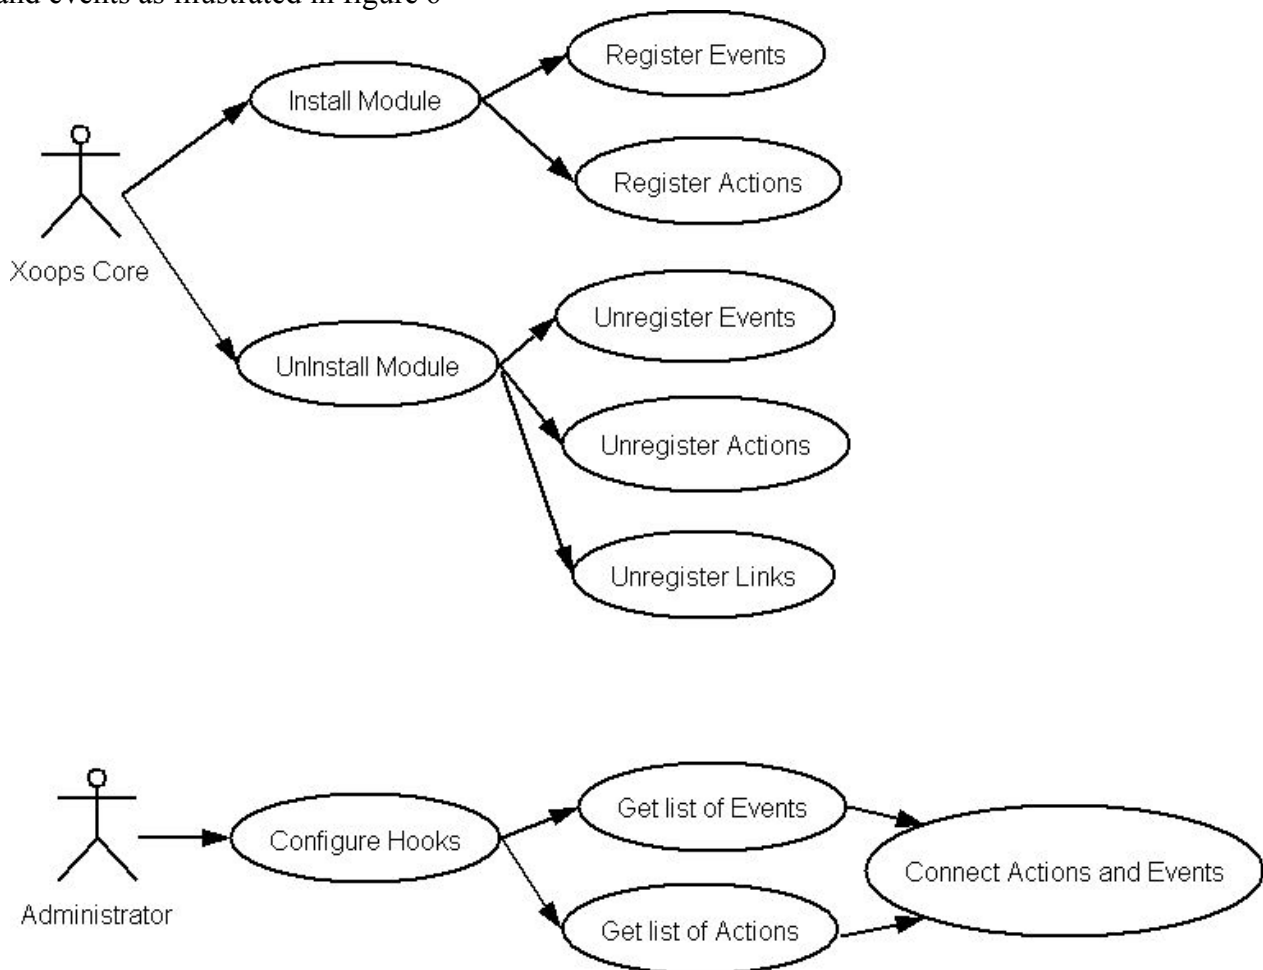 and events as illustrated in figure 6
Register Events
Install Module
Register Actions
Xoops Core
Unregister Events
UnInstall Module
Unregister Actions
Unregister Links
Get list of Events
Configure Hooks
Connect Actions and Events
Administrator
Get list of Actions